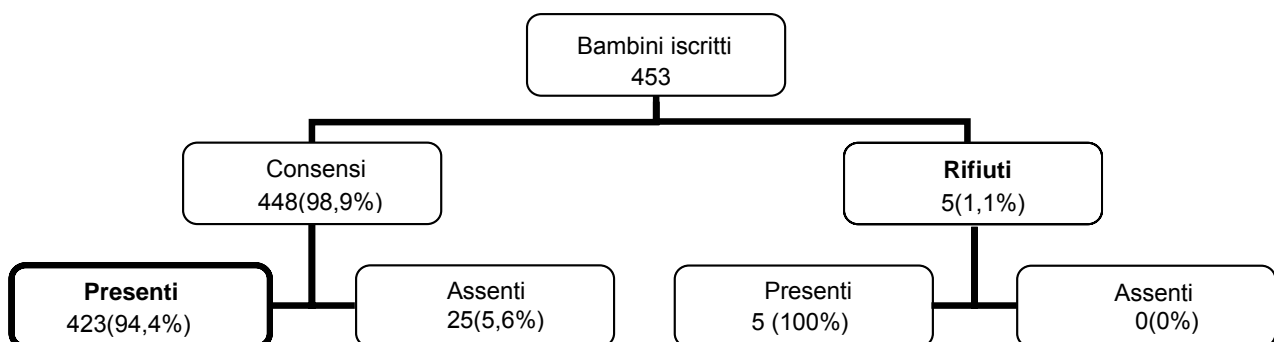 Bambini iscritti
453
Consensi
448(98,9%)
Rifiuti
5(1,1%)
Presenti
423(94,4%)
Assenti
25(5,6%)
Presenti
5 (100%)
Assenti
0(0%)